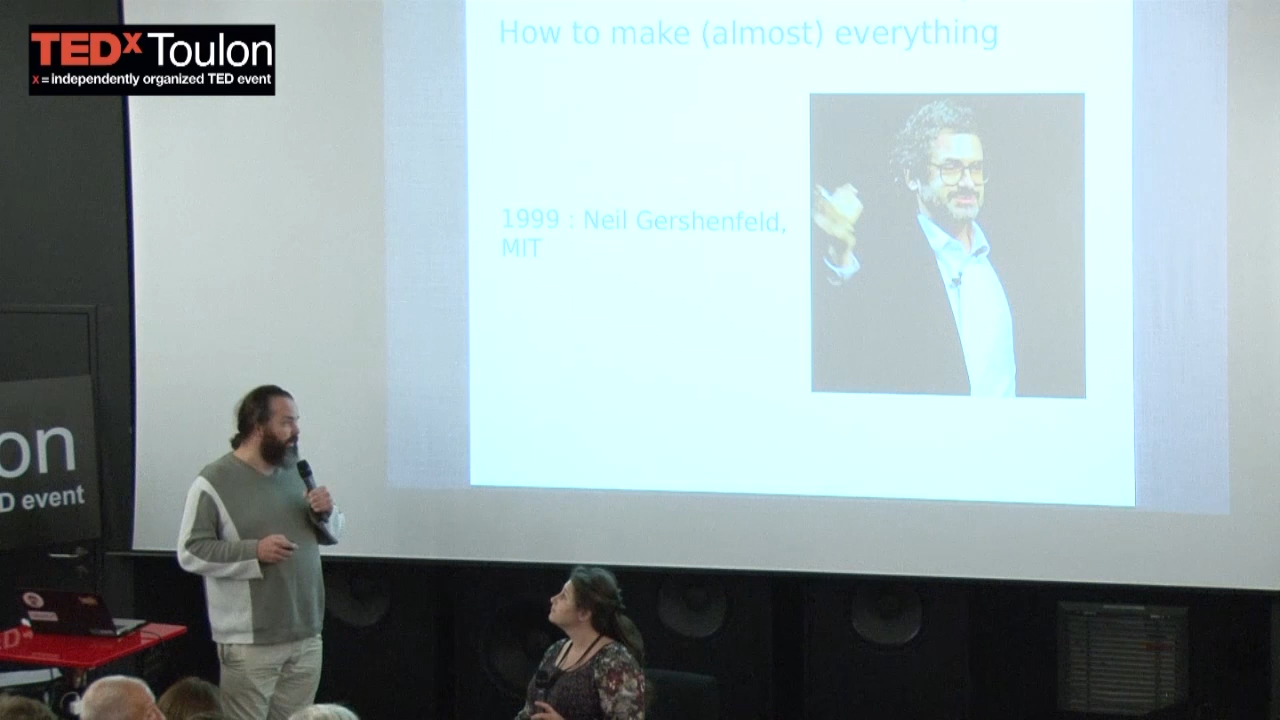 TEDx Toulon
x = independently organized TED event
How to make (almost) everything
1999 : Neil Gershenfeld,
MIT
on
D event